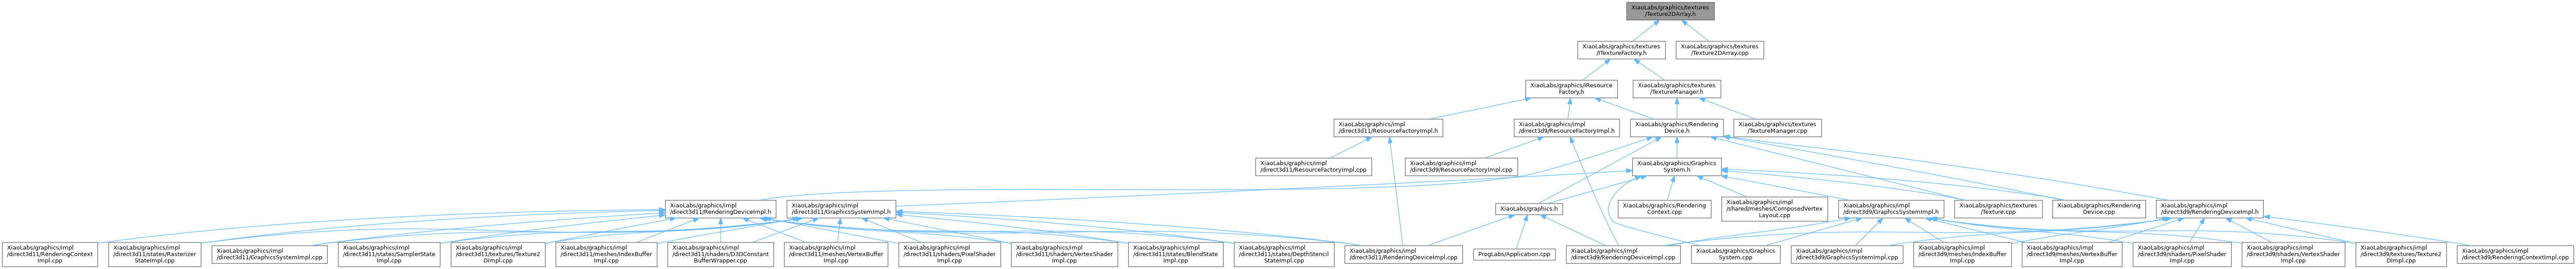 XiaoLabs/graphics/textures
/Texture2DArray.h
XiaoLabs/graphics/textures
/ITextureFactory.h
XiaoLabs/graphics/textures
/Texture2DArray.cpp
XiaoLabs/graphics/IResource
Factory.h
XiaoLabs/graphics/textures
/TextureManager.h
XiaoLabs/graphics/impl
/direct3d11/ResourceFactoryImpl.h
XiaoLabs/graphics/impl
/direct3d9/ResourceFactoryImpl.h
XiaoLabs/graphics/Rendering
Device.h
XiaoLabs/graphics/textures
/TextureManager.cpp
XiaoLabs/graphics/impl
/direct3d11/ResourceFactoryImpl.cpp
XiaoLabs/graphics/impl
/direct3d9/ResourceFactoryImpl.cpp
XiaoLabs/graphics/Graphics
System.h
XiaoLabs/graphics/impl
/direct3d11/RenderingDeviceImpl.h
XiaoLabs/graphics/impl
/direct3d11/GraphicsSystemImpl.h
XiaoLabs/graphics.h
XiaoLabs/graphics/Rendering
Context.cpp
XiaoLabs/graphics/impl
/shared/meshes/ComposedVertex
Layout.cpp
XiaoLabs/graphics/impl
/direct3d9/GraphicsSystemImpl.h
XiaoLabs/graphics/textures
/Texture.cpp
XiaoLabs/graphics/Rendering
Device.cpp
XiaoLabs/graphics/impl
/direct3d9/RenderingDeviceImpl.h
XiaoLabs/graphics/impl
/direct3d11/RenderingContext
Impl.cpp
XiaoLabs/graphics/impl
/direct3d11/states/Rasterizer
StateImpl.cpp
XiaoLabs/graphics/impl
/direct3d11/GraphicsSystemImpl.cpp
XiaoLabs/graphics/impl
/direct3d11/states/SamplerState
Impl.cpp
XiaoLabs/graphics/impl
/direct3d11/textures/Texture2
DImpl.cpp
XiaoLabs/graphics/impl
/direct3d11/meshes/IndexBuffer
Impl.cpp
XiaoLabs/graphics/impl
/direct3d11/shaders/D3DConstant
BufferWrapper.cpp
XiaoLabs/graphics/impl
/direct3d11/meshes/VertexBuffer
Impl.cpp
XiaoLabs/graphics/impl
/direct3d11/shaders/PixelShader
Impl.cpp
XiaoLabs/graphics/impl
/direct3d11/shaders/VertexShader
Impl.cpp
XiaoLabs/graphics/impl
/direct3d11/states/BlendState
Impl.cpp
XiaoLabs/graphics/impl
/direct3d11/states/DepthStencil
StateImpl.cpp
XiaoLabs/graphics/impl
/direct3d11/RenderingDeviceImpl.cpp
ProgLabs/Application.cpp
XiaoLabs/graphics/impl
/direct3d9/RenderingDeviceImpl.cpp
XiaoLabs/graphics/Graphics
System.cpp
XiaoLabs/graphics/impl
/direct3d9/GraphicsSystemImpl.cpp
XiaoLabs/graphics/impl
/direct3d9/meshes/IndexBuffer
Impl.cpp
XiaoLabs/graphics/impl
/direct3d9/meshes/VertexBuffer
Impl.cpp
XiaoLabs/graphics/impl
/direct3d9/shaders/PixelShader
Impl.cpp
XiaoLabs/graphics/impl
/direct3d9/shaders/VertexShader
Impl.cpp
XiaoLabs/graphics/impl
/direct3d9/textures/Texture2
DImpl.cpp
XiaoLabs/graphics/impl
/direct3d9/RenderingContextImpl.cpp